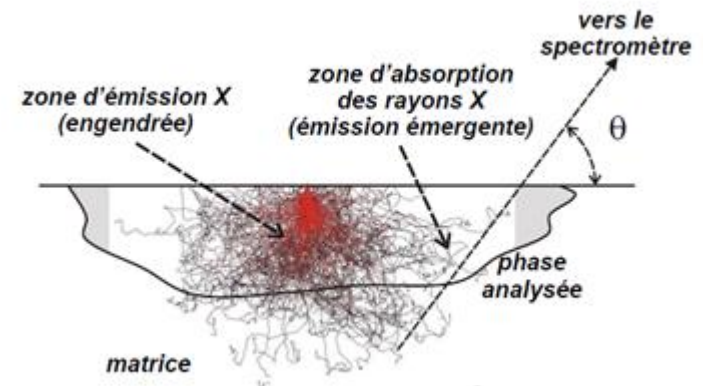 vers le
spectromètre
zone d'absorption
des rayons X
(émission émergente)
zone d'émission X
(engendrée)
θ
phase
analysée
matrice